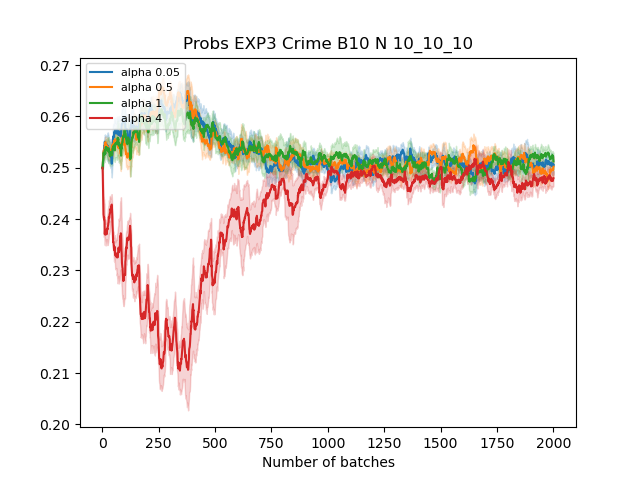 Probs EXP3 Crime B10 N 10_10_10
alpha 0.05
alpha 0.5
alpha 1
alpha 4
0.27
0.26
0.25
0.24
0.23
0.22
0.21
0.20
0 250 500 750 1000 1250 1500 1750 2000
Number of batches